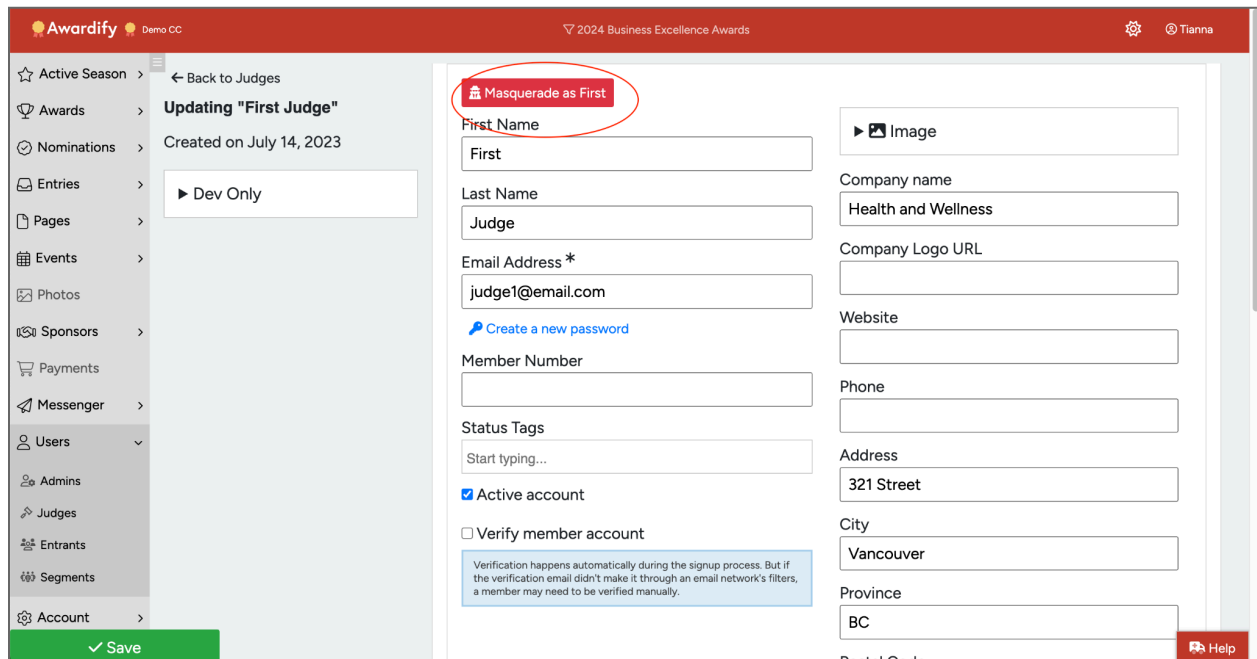 Awardify Demo CC
2024 Business Excellence Awards
Tianna
Active Season
Awards
Nominations
Entries
Pages
Events
Photos
Sponsors
Payments
Messenger
Users
Admins
Judges
Entrants
Segments
Account
Save
Back to Judges
Updating "First Judge"
Created on July 14, 2023
Dev Only
Masquerade as First
First Name
First
Last Name
Judge
Email Address *
judge1@email.com
Create a new password
Member Number
Status Tags
Start typing...
Active account
Verify member account
Verification happens automatically during the signup process. But if
the verification email didn't make it through an email network's filters,
a member may need to be verified manually.
Image
Company name
Health and Wellness
Company Logo URL
Website
Phone
Address
321 Street
City
Vancouver
Province
BC
Help